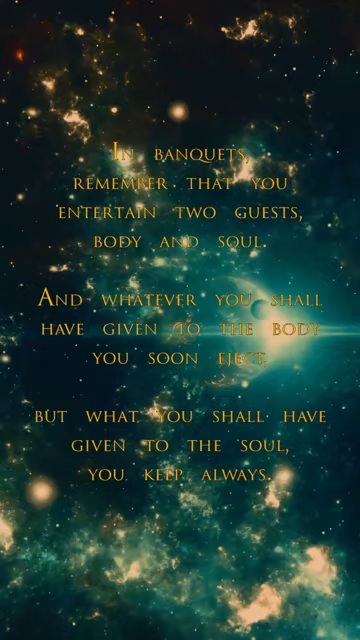 In banquets,
remember that you
entertain two guests,
body and soul.
And whatever you shall
have given to the body
you soon eject,
but what you shall have
given to the soul,
you keep always.